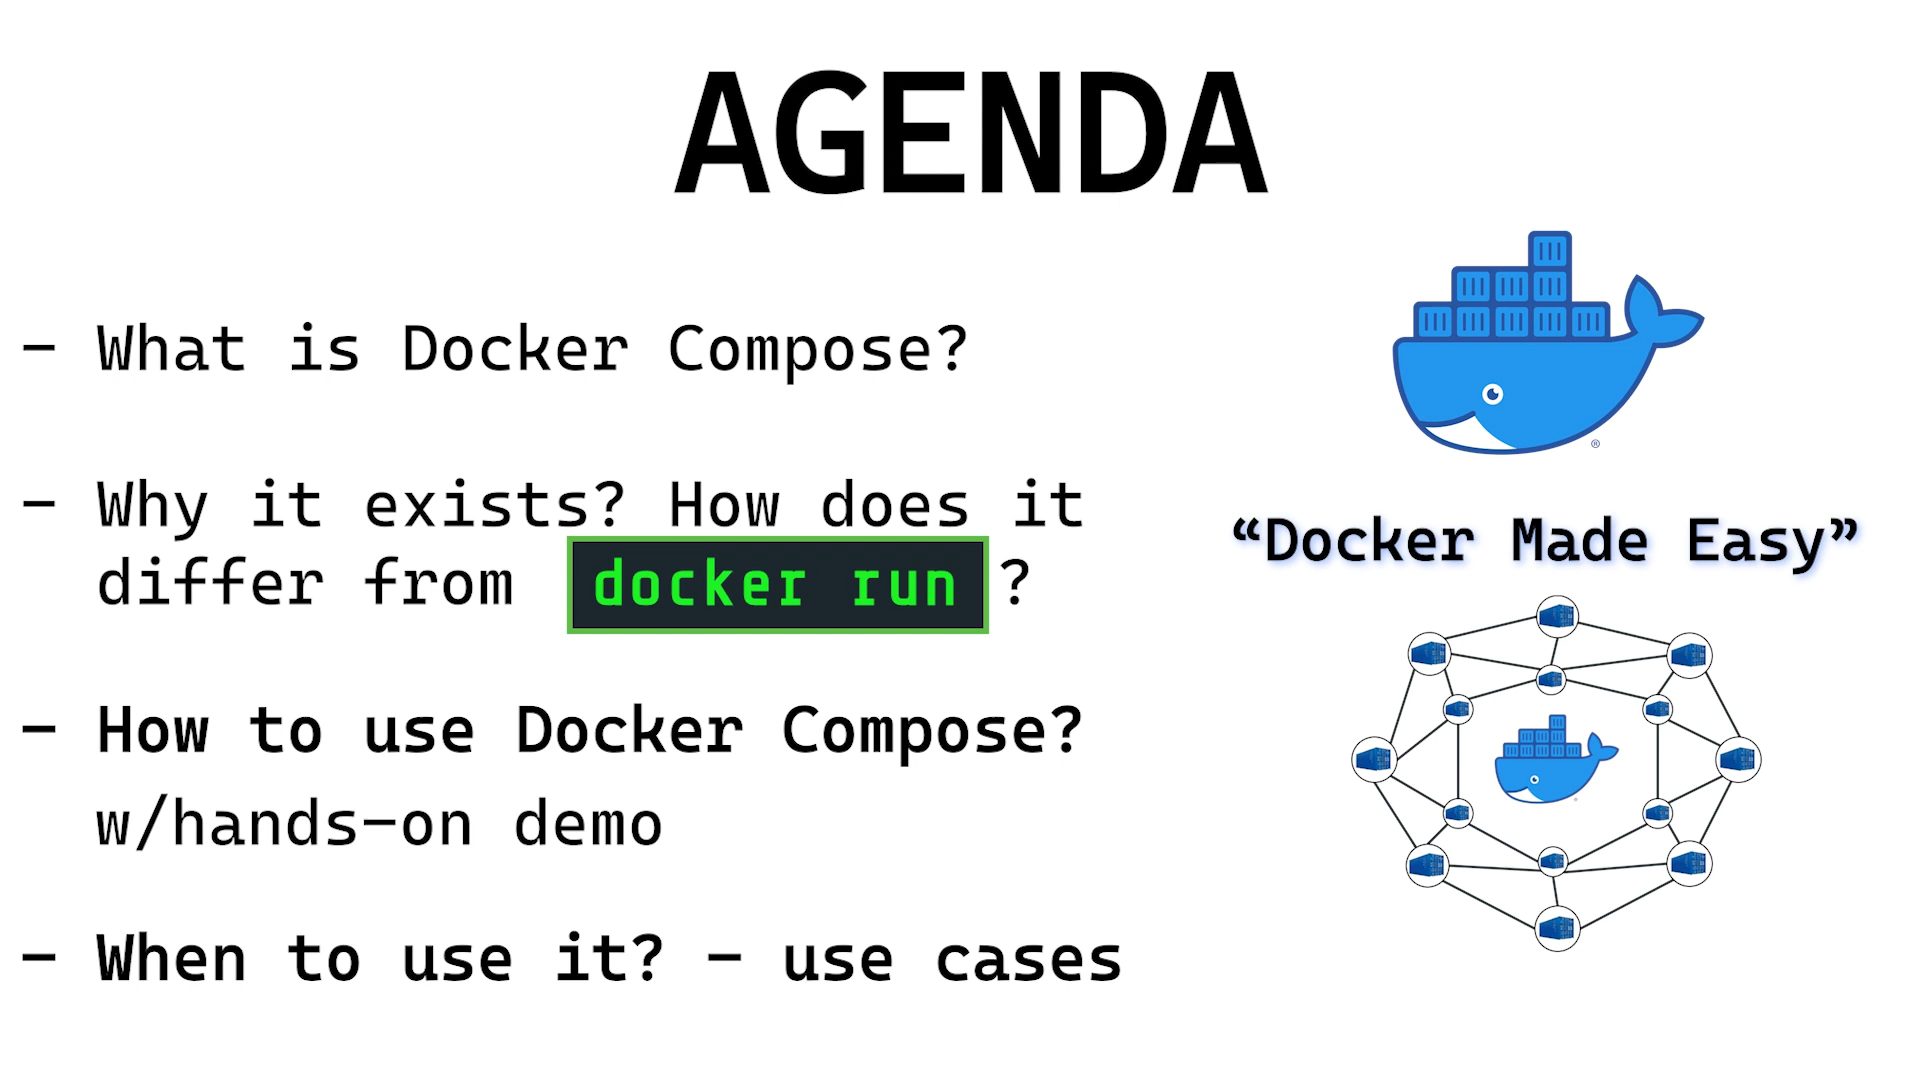 AGENDA
- What is Docker Compose?
- Why it exists? How does it
differ from docker run ?
- How to use Docker Compose?
w/hands-on demo
- When to use it? - use cases
®
“Docker Made Easy”